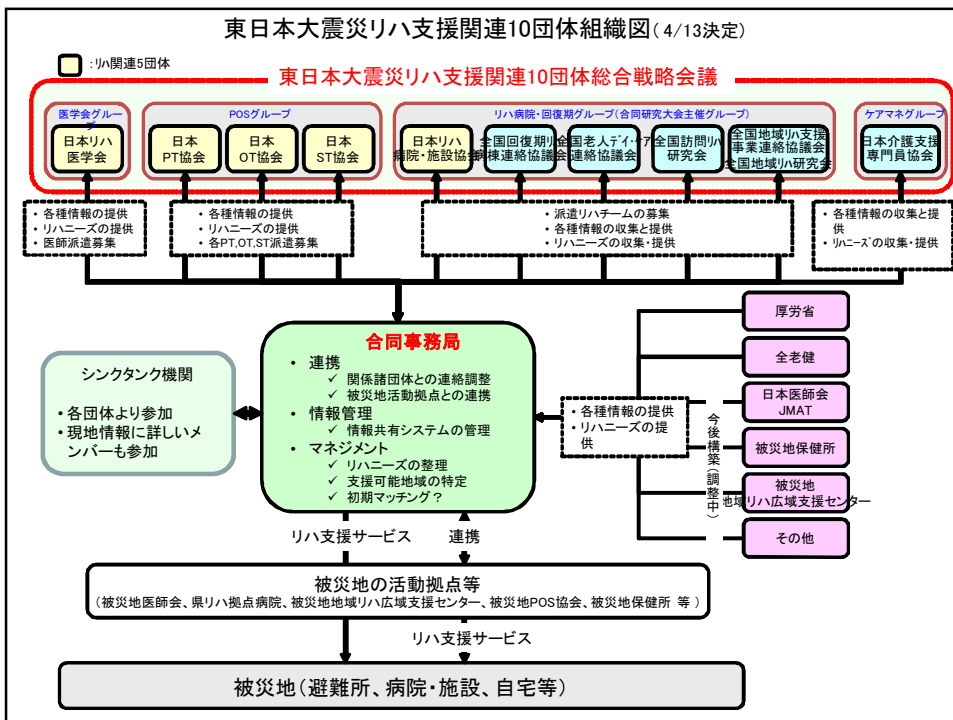 東日本大震災リハ支援関連10団体組織図(4/13決定)
:リハ関連5団体
東日本大震災リハ支援関連10団体総合戦略会議
医学会グループ
日本リハ
医学会
POSグループ
日本
PT協会
日本
OT協会
日本
ST協会
リハ病院・回復期グループ(合同研究大会主催グループ)
日本リハ
病院・施設協会
全国回復期リハ
病棟連絡協議会
全国老人デイ・ケア
連絡協議会
全国訪問リハ
研究会
全国地域リハ支援
事業連絡協議会
全国地域リハ研究会
ケアマネグループ
日本介護支援
専門員協会
• 各種情報の提供
• リハニーズの提供
• 医師派遣募集
• 各種情報の提供
• リハニーズの提供
• 各PT,OT,ST派遣募集
• 派遣リハチームの募集
• 各種情報の収集と提供
• リハニーズの収集・提供
• 各種情報の収集と提
供
• リハニーズの収集・提供
合同事務局
• 連携
✓ 関係諸団体との連絡調整
✓ 被災地活動拠点との連携
• 情報管理
✓ 情報共有システムの管理
• マネジメント
✓ リハニーズの整理
✓ 支援可能地域の特定
✓ 初期マッチング?
シンクタンク機関
• 各団体より参加
• 現地情報に詳しいメ
ンバーも参加
• 各種情報の提供
• リハニーズの提
供
今後構築(調整中)
厚労省
全老健
日本医師会
JMAT
被災地保健所
被災地
地域リハ広域支援センター
その他
リハ支援サービス
連携
被災地の活動拠点等
(被災地医師会、県リハ拠点病院、被災地地域リハ広域支援センター、被災地POS協会、被災地保健所 等 )
リハ支援サービス
被災地(避難所、病院・施設、自宅等)